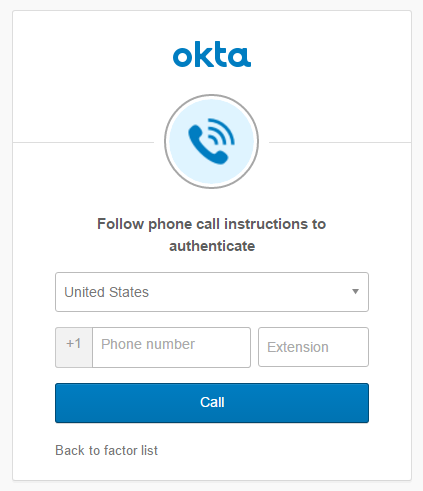 okta
Follow phone call instructions to
authenticate
United States
+1 Phone number Extension
Call
Back to factor list